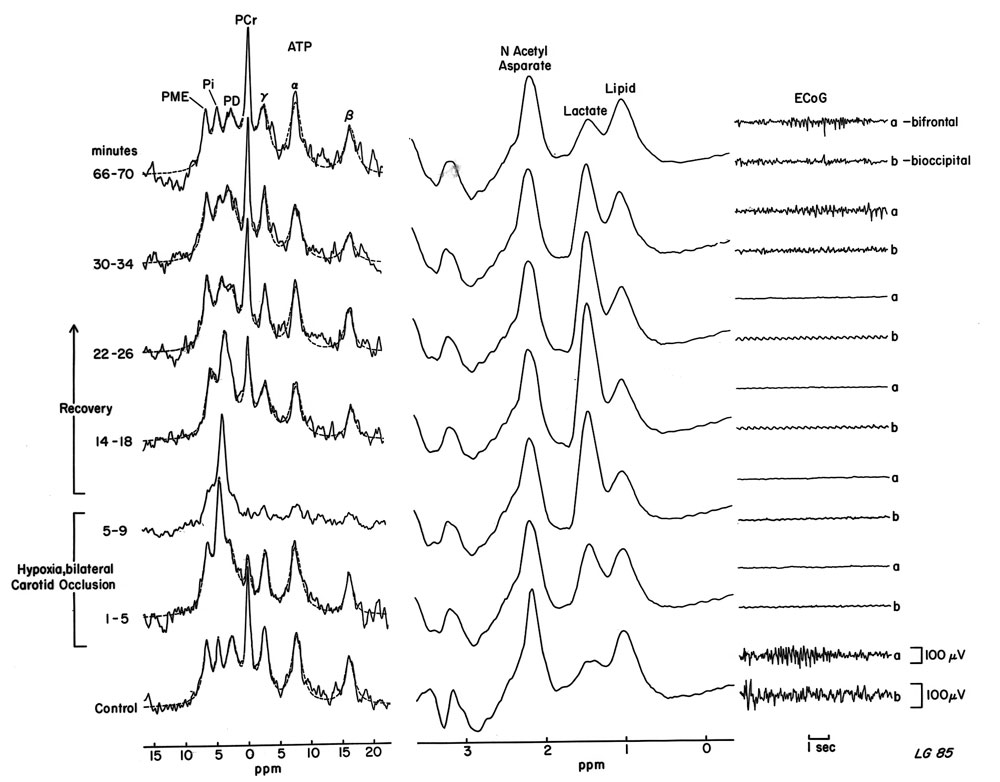 PCr
ATP
N Acetyl
Asparate
Pi
PME
PD
γ
α
β
Lactate
Lipid
ECoG
a -bifrontal
b -bioccipital
minutes
66-70
a
b
30-34
a
b
22-26
a
b
Recovery
14-18
a
b
5-9
Hypoxia,bilateral
Carotid Occlusion
a
b
1-5
a
100 μV
b
100 μV
Control
15 10 5 0 5 10 15 20
ppm
3 2 1 0
ppm
1 sec
LG 85